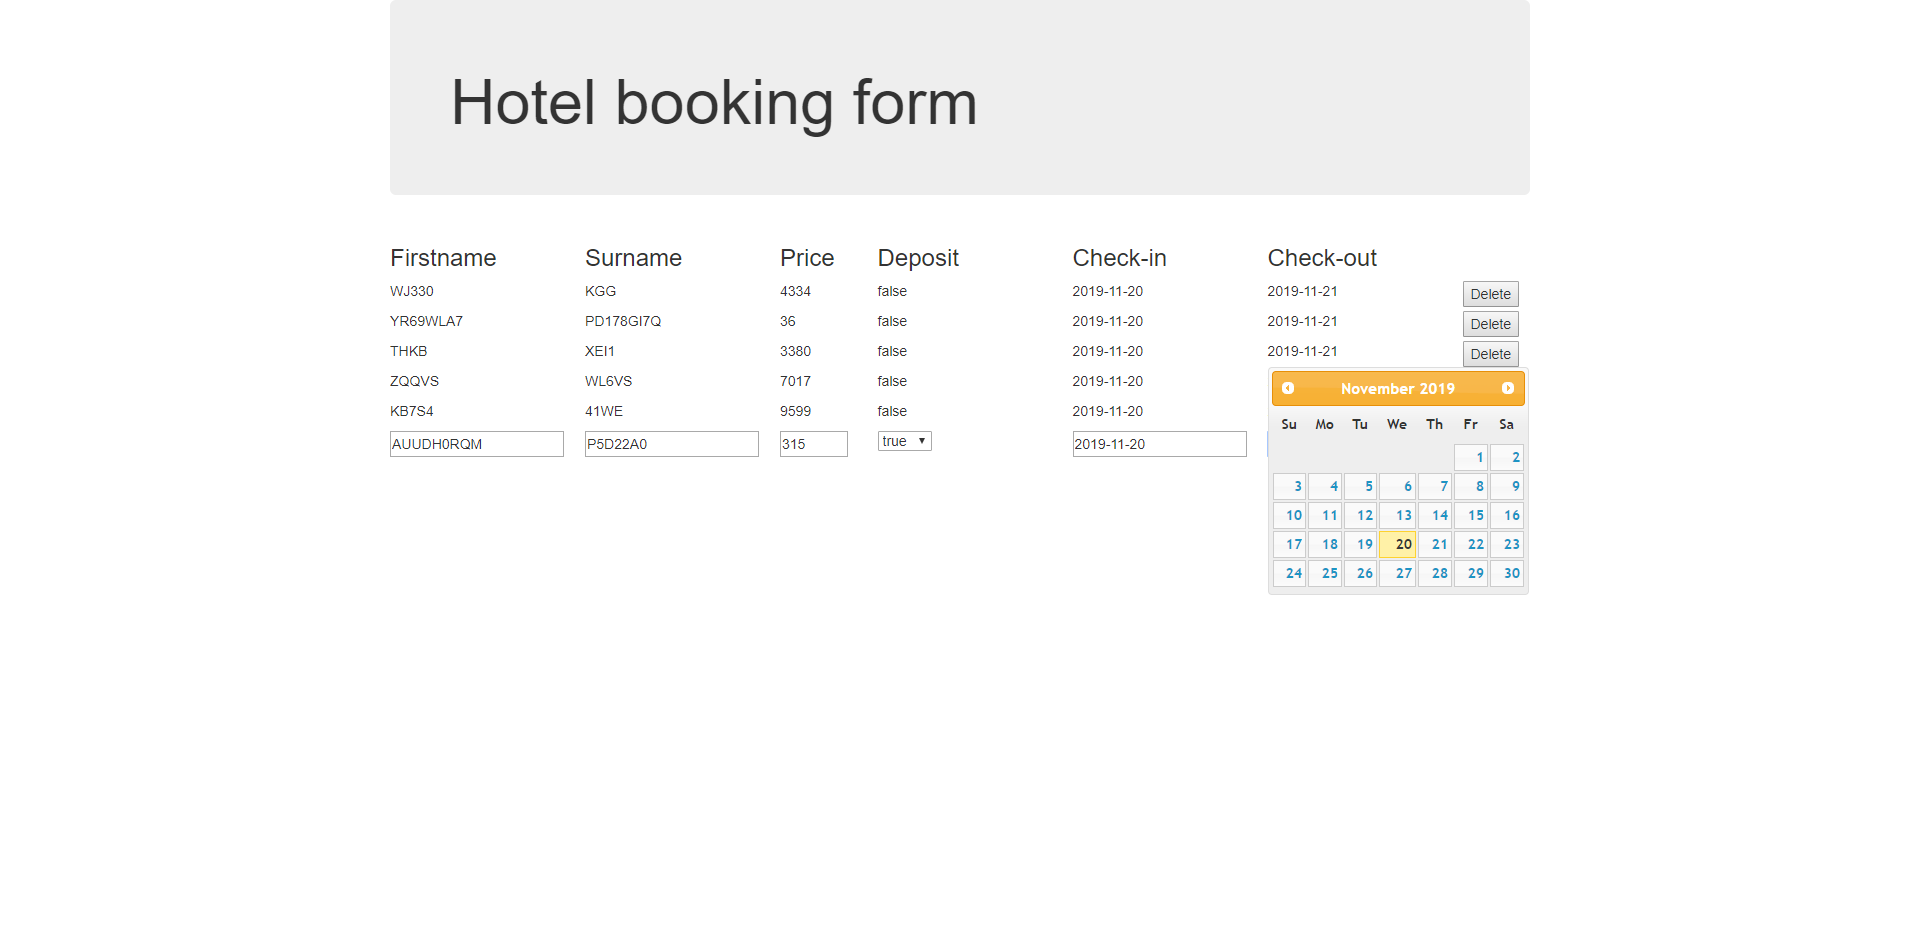 Hotel booking form
Firstname Surname Price Deposit Check-in Check-out
WJ330 KGG 4334 false 2019-11-20 2019-11-21 Delete
YR69WLA7 PD178GI7Q 36 false 2019-11-20 2019-11-21 Delete
THKB XEI1 3380 false 2019-11-20 2019-11-21 Delete
ZQQVS WL6VS 7017 false 2019-11-20
KB7S4 41WE 9599 false 2019-11-20
AUUDH0RQM P5D22A0 315 true 2019-11-20
November 2019
Su Mo Tu We Th Fr Sa
1 2
3 4 5 6 7 8 9
10 11 12 13 14 15 16
17 18 19 20 21 22 23
24 25 26 27 28 29 30